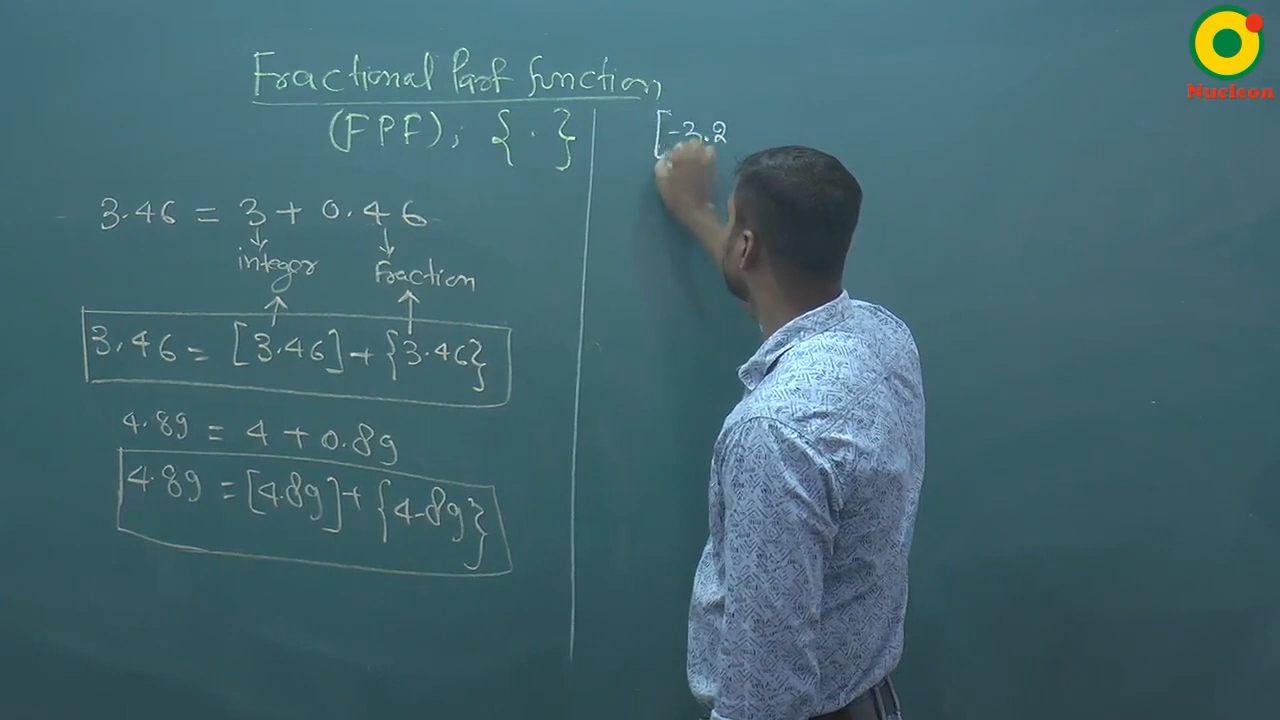 Fractional Part function
(FPF); { . }
3.46 = 3 + 0.46
integer
Fraction
3.46 = [3.46] + {3.46}
4.89 = 4 + 0.89
4.89 = [4.89] + {4.89}
[-3.2
Nucleon